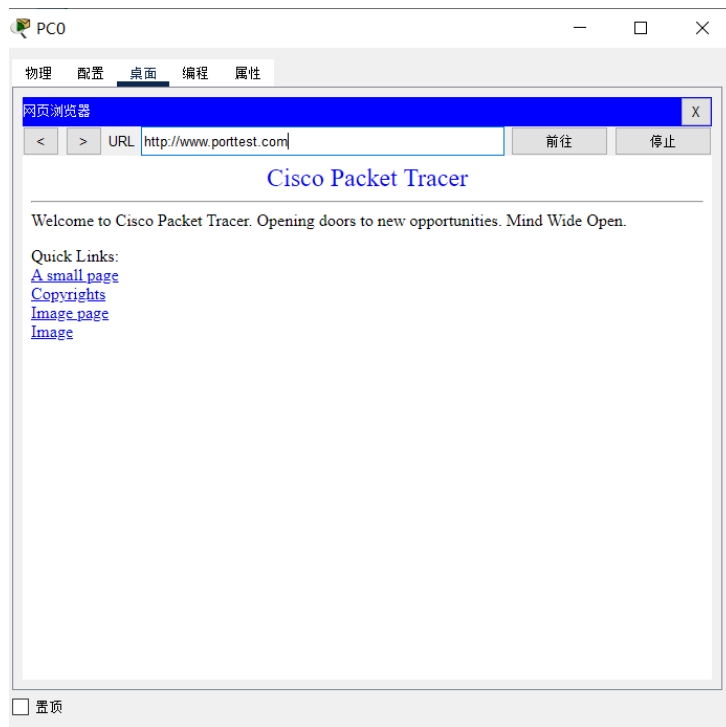 PC0
物理 配置 桌面 编程 属性
网页浏览器 X
< > URL http://www.porttest.com 前往 停止
Cisco Packet Tracer
Welcome to Cisco Packet Tracer. Opening doors to new opportunities. Mind Wide Open.
Quick Links:
A small page
Copyrights
Image page
Image
置顶